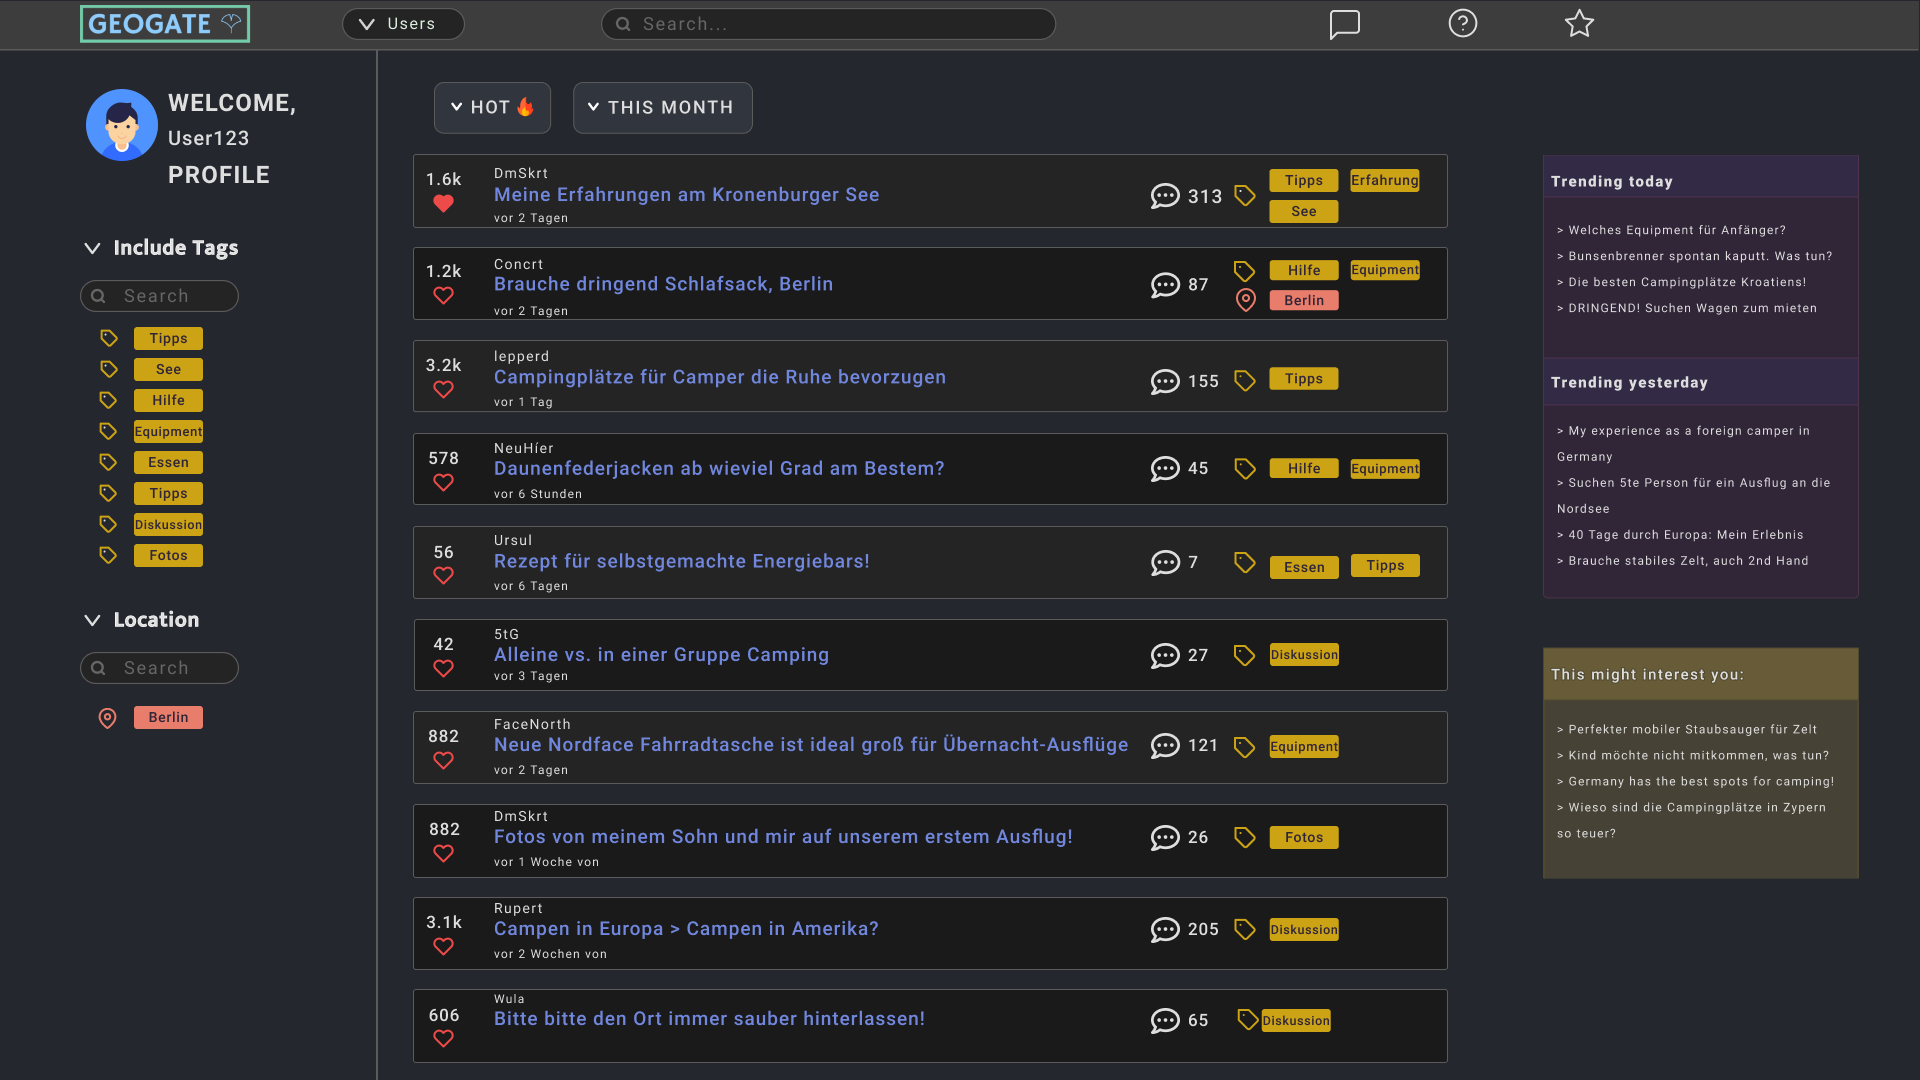 GEOGATE
Users
Search...
WELCOME,
User123
PROFILE
Include Tags
Search
Tipps
See
Hilfe
Equipment
Essen
Tipps
Diskussion
Fotos
Location
Search
Berlin
HOT
THIS MONTH
1.6k
DmSkrt
Meine Erfahrungen am Kronenburger See
vor 2 Tagen
313
Tipps
Erfahrung
See
1.2k
Concrt
Brauche dringend Schlafsack, Berlin
vor 2 Tagen
87
Hilfe
Equipment
Berlin
3.2k
lepperd
Campingplätze für Camper die Ruhe bevorzugen
vor 1 Tag
155
Tipps
578
NeuHíer
Daunenfederjacken ab wieviel Grad am Bestem?
vor 6 Stunden
45
Hilfe
Equipment
56
Ursul
Rezept für selbstgemachte Energiebars!
vor 6 Tagen
7
Essen
Tipps
42
5tG
Alleine vs. in einer Gruppe Camping
vor 3 Tagen
27
Diskussion
882
FaceNorth
Neue Nordface Fahrradtasche ist ideal groß für Übernacht-Ausflüge
vor 2 Tagen
121
Equipment
882
DmSkrt
Fotos von meinem Sohn und mir auf unserem erstem Ausflug!
vor 1 Woche von
26
Fotos
3.1k
Rupert
Campen in Europa > Campen in Amerika?
vor 2 Wochen von
205
Diskussion
606
Wula
Bitte bitte den Ort immer sauber hinterlassen!
65
Diskussion
Trending today
> Welches Equipment für Anfänger?
> Bunsenbrenner spontan kaputt. Was tun?
> Die besten Campingplätze Kroatiens!
> DRINGEND! Suchen Wagen zum mieten
Trending yesterday
> My experience as a foreign camper in
Germany
> Suchen 5te Person für ein Ausflug an die
Nordsee
> 40 Tage durch Europa: Mein Erlebnis
> Brauche stabiles Zelt, auch 2nd Hand
This might interest you:
> Perfekter mobiler Staubsauger für Zelt
> Kind möchte nicht mitkommen, was tun?
> Germany has the best spots for camping!
> Wieso sind die Campingplätze in Zypern
so teuer?